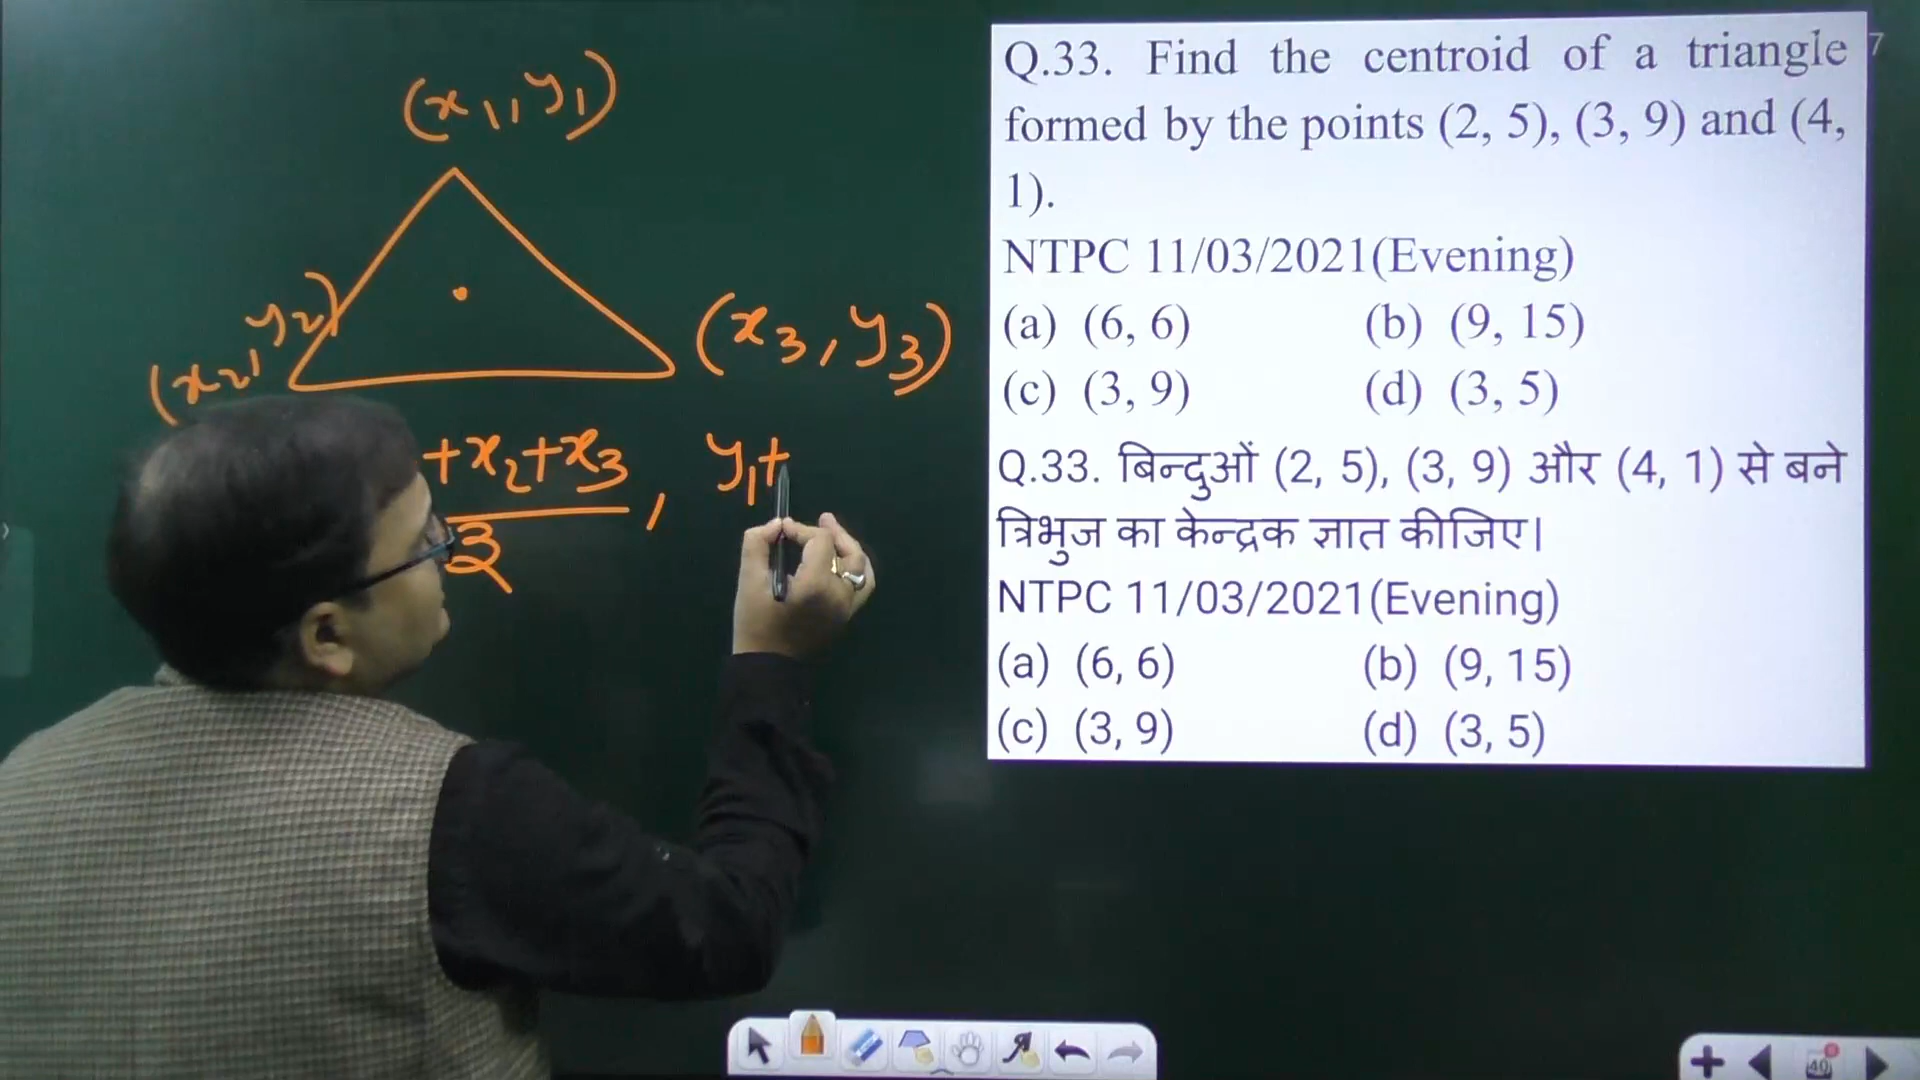 (x1, y1)
(x2, y2)
(x3, y3)
+x2+x3, y1+
3
Q.33. Find the centroid of a triangle
formed by the points (2, 5), (3, 9) and (4,
1).
NTPC 11/03/2021(Evening)
(a) (6, 6) (b) (9, 15)
(c) (3, 9) (d) (3, 5)
Q.33. बिन्दुओं (2, 5), (3, 9) और (4, 1) से बने
त्रिभुज का केन्द्रक ज्ञात कीजिए।
NTPC 11/03/2021(Evening)
(a) (6, 6) (b) (9, 15)
(c) (3, 9) (d) (3, 5)
7
40